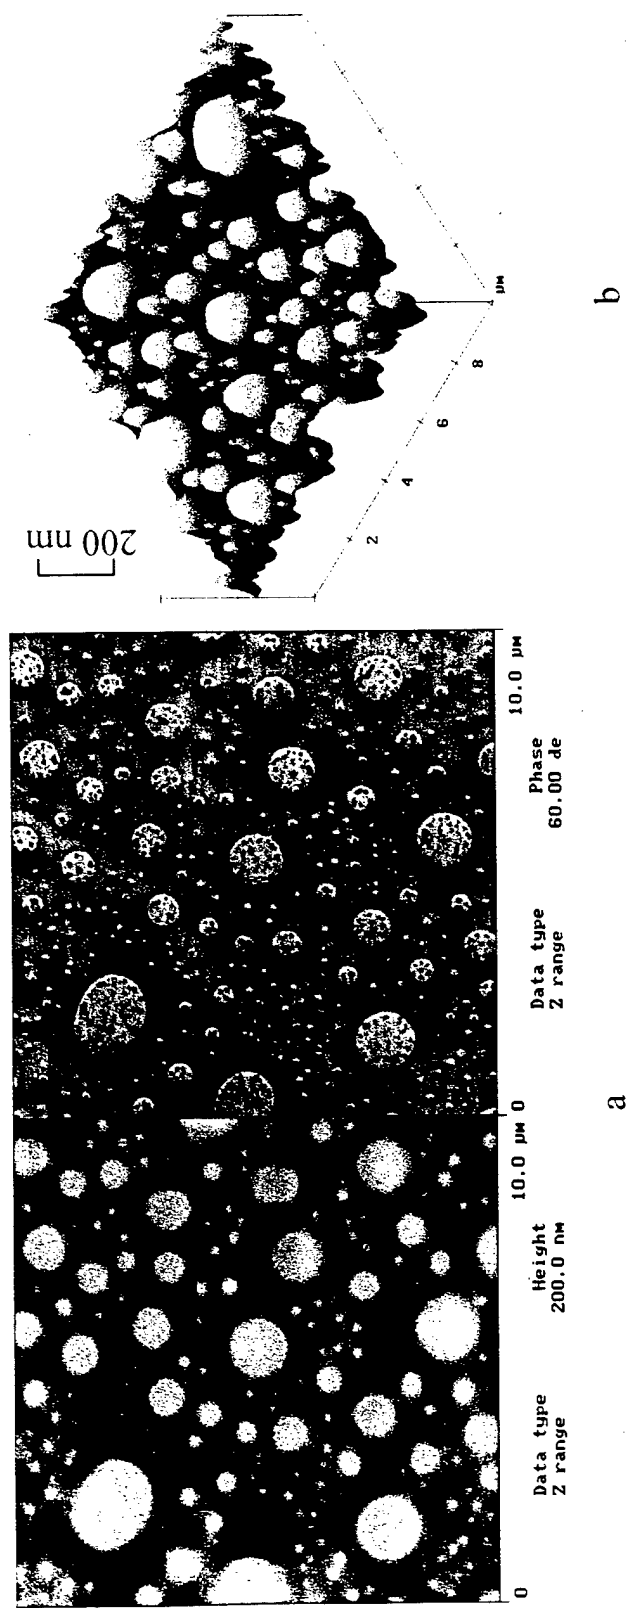 0
10.0 μM
0
10.0 μM
Data type
Height
Z range
200.0 nM
Data type
Phase
Z range
60.00 de
a
200 nm
2
4
6
8
μM
b